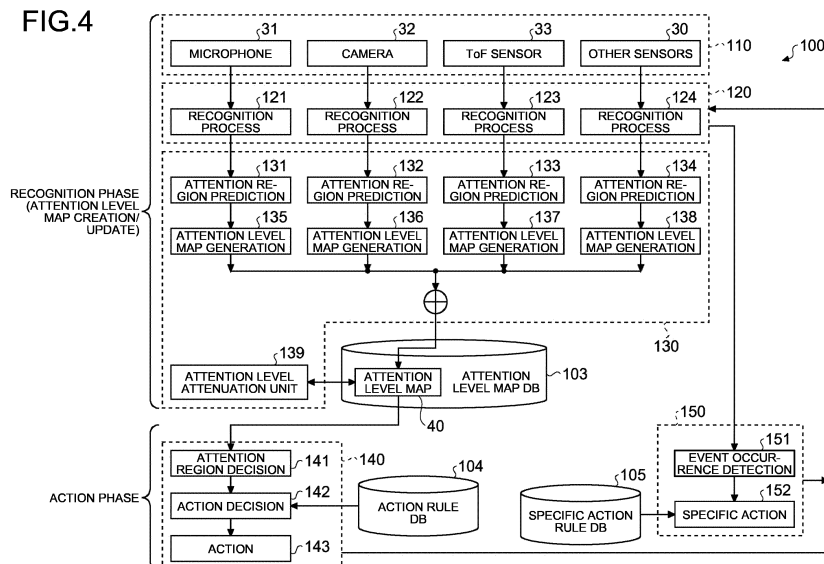 FIG.4
31
32
33
30
MICROPHONE
CAMERA
ToF SENSOR
OTHER SENSORS
110
100
121
122
123
124
120
RECOGNITION
PROCESS
RECOGNITION
PROCESS
RECOGNITION
PROCESS
RECOGNITION
PROCESS
131
132
133
134
ATTENTION RE-
GION PREDICTION
ATTENTION RE-
GION PREDICTION
ATTENTION RE-
GION PREDICTION
ATTENTION RE-
GION PREDICTION
135
136
137
138
ATTENTION LEVEL
MAP GENERATION
ATTENTION LEVEL
MAP GENERATION
ATTENTION LEVEL
MAP GENERATION
ATTENTION LEVEL
MAP GENERATION
RECOGNITION PHASE
(ATTENTION LEVEL
MAP CREATION/
UPDATE)
130
139
ATTENTION LEVEL
ATTENUATION UNIT
ATTENTION
LEVEL MAP
ATTENTION
LEVEL MAP DB
103
40
150
ACTION PHASE
ATTENTION
REGION DECISION
141
140
ACTION DECISION
142
ACTION
143
104
ACTION RULE
DB
105
SPECIFIC ACTION
RULE DB
151
EVENT OCCUR-
RENCE DETECTION
152
SPECIFIC ACTION